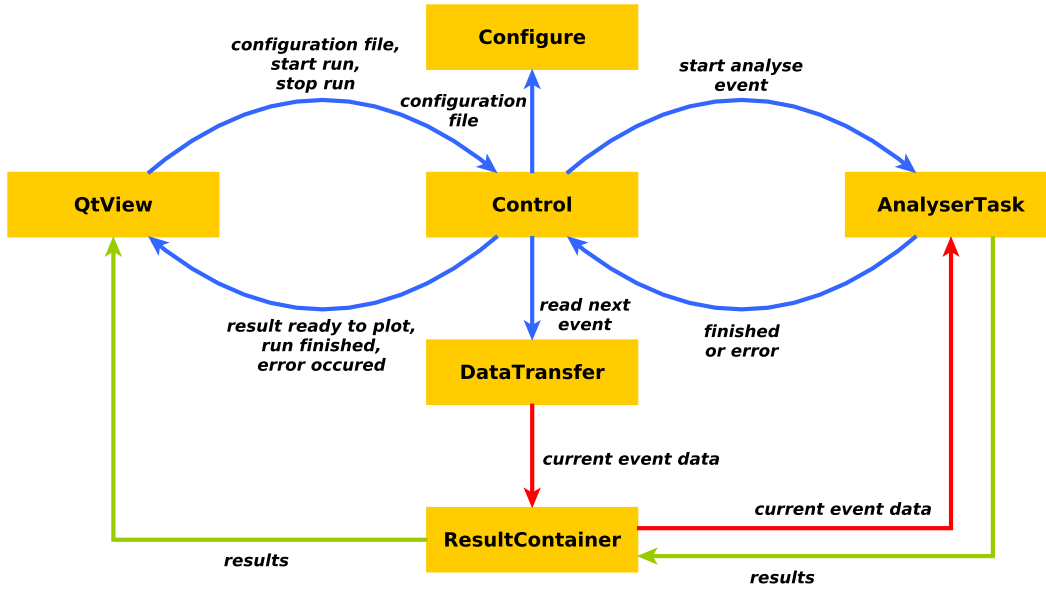 Configure
configuration file,
start run,
stop run
start analyse
event
configuration
file
QtView
Control
AnalyserTask
result ready to plot,
run finished,
error occured
read next
event
finished
or error
DataTransfer
current event data
current event data
ResultContainer
results
results